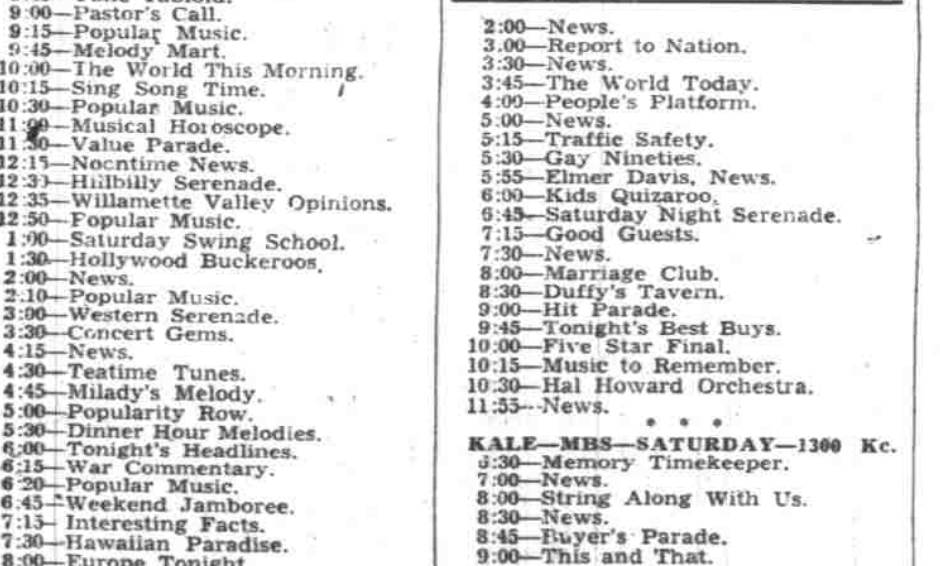 9:00—Pastor's Call.
9:15—Popular Music.
9:45—Melody Mart.
10:00—The World This Morning.
10:15—Sing Song Time.
10:30—Popular Music.
11:00—Musical Horoscope.
11:30—Value Parade.
12:15—Nocntime News.
12:30—Hillbilly Serenade.
12:35—Willamette Valley Opinions.
12:50—Popular Music.
1:00—Saturday Swing School.
1:30—Hollywood Buckeroos.
2:00—News.
2:10—Popular Music.
3:00—Western Serenade.
3:30—Concert Gems.
4:15—News.
4:30—Teatime Tunes.
4:45—Milady's Melody.
5:00—Popularity Row.
5:30—Dinner Hour Melodies.
6:00—Tonight's Headlines.
6:15—War Commentary.
6:20—Popular Music.
6:45—Weekend Jamboree.
7:15—Interesting Facts.
7:30—Hawaiian Paradise.
8:00—Europe Tonight
2:00—News.
3.00—Report to Nation.
3:30—News.
3:45—The World Today.
4:00—People's Platform.
5:00—News.
5:15—Traffic Safety.
5:30—Gay Nineties.
5:55—Elmer Davis, News.
6:00—Kids Quizaroo.
6:45—Saturday Night Serenade.
7:15—Good Guests.
7:30—News.
8:00—Marriage Club.
8:30—Duffy's Tavern.
9:00—Hit Parade.
9:45—Tonight's Best Buys.
10:00—Five Star Final.
10:15—Music to Remember.
10:30—Hal Howard Orchestra.
11:55—News.
* * *
KALE—MBS—SATURDAY—1300 Kc.
:30—Memory Timekeeper.
7:00—News.
8:00—String Along With Us.
8:30—News.
8:45—Buyer's Parade.
9:00—This and That.